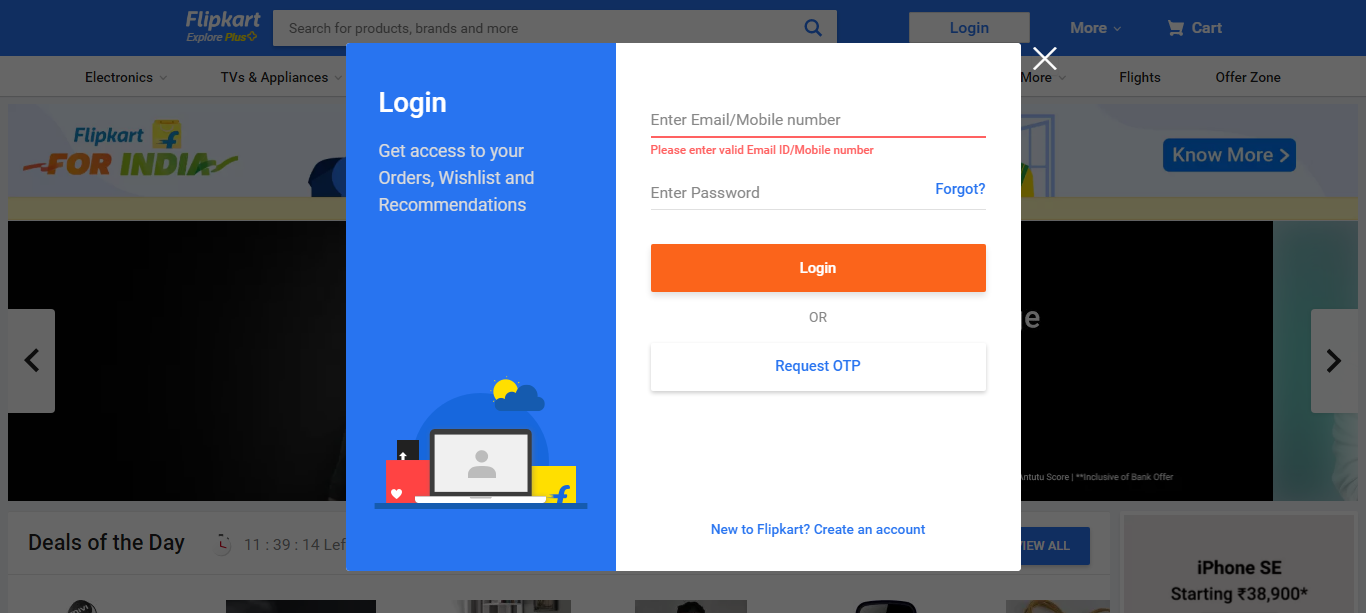 Flipkart
Explore Plus
Search for products, brands and more
Login
More
Cart
Electronics
TVs & Appliances
More
Flights
Offer Zone
Flipkart
FOR INDIA
Know More
Login
Get access to your
Orders, Wishlist and
Recommendations
Enter Email/Mobile number
Please enter valid Email ID/Mobile number
Enter Password
Forgot?
Login
OR
Request OTP
New to Flipkart? Create an account
Antutu Score | **Inclusive of Bank Offer
Deals of the Day
11 : 39 : 14 Lef
VIEW ALL
iPhone SE
Starting ₹38,900*